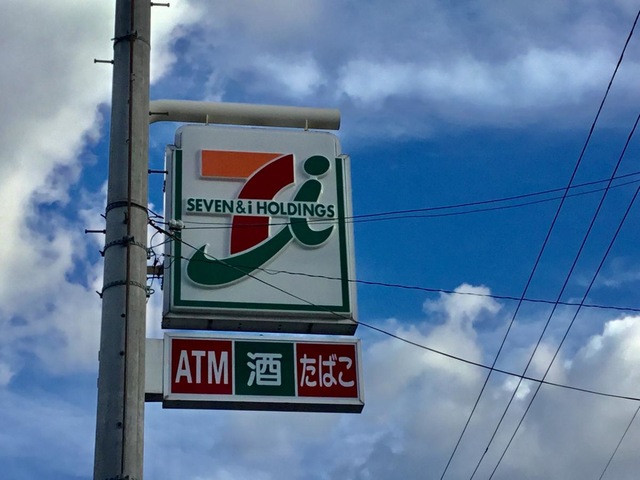 SEVEN & i HOLDINGS
ATM 酒 たばこ